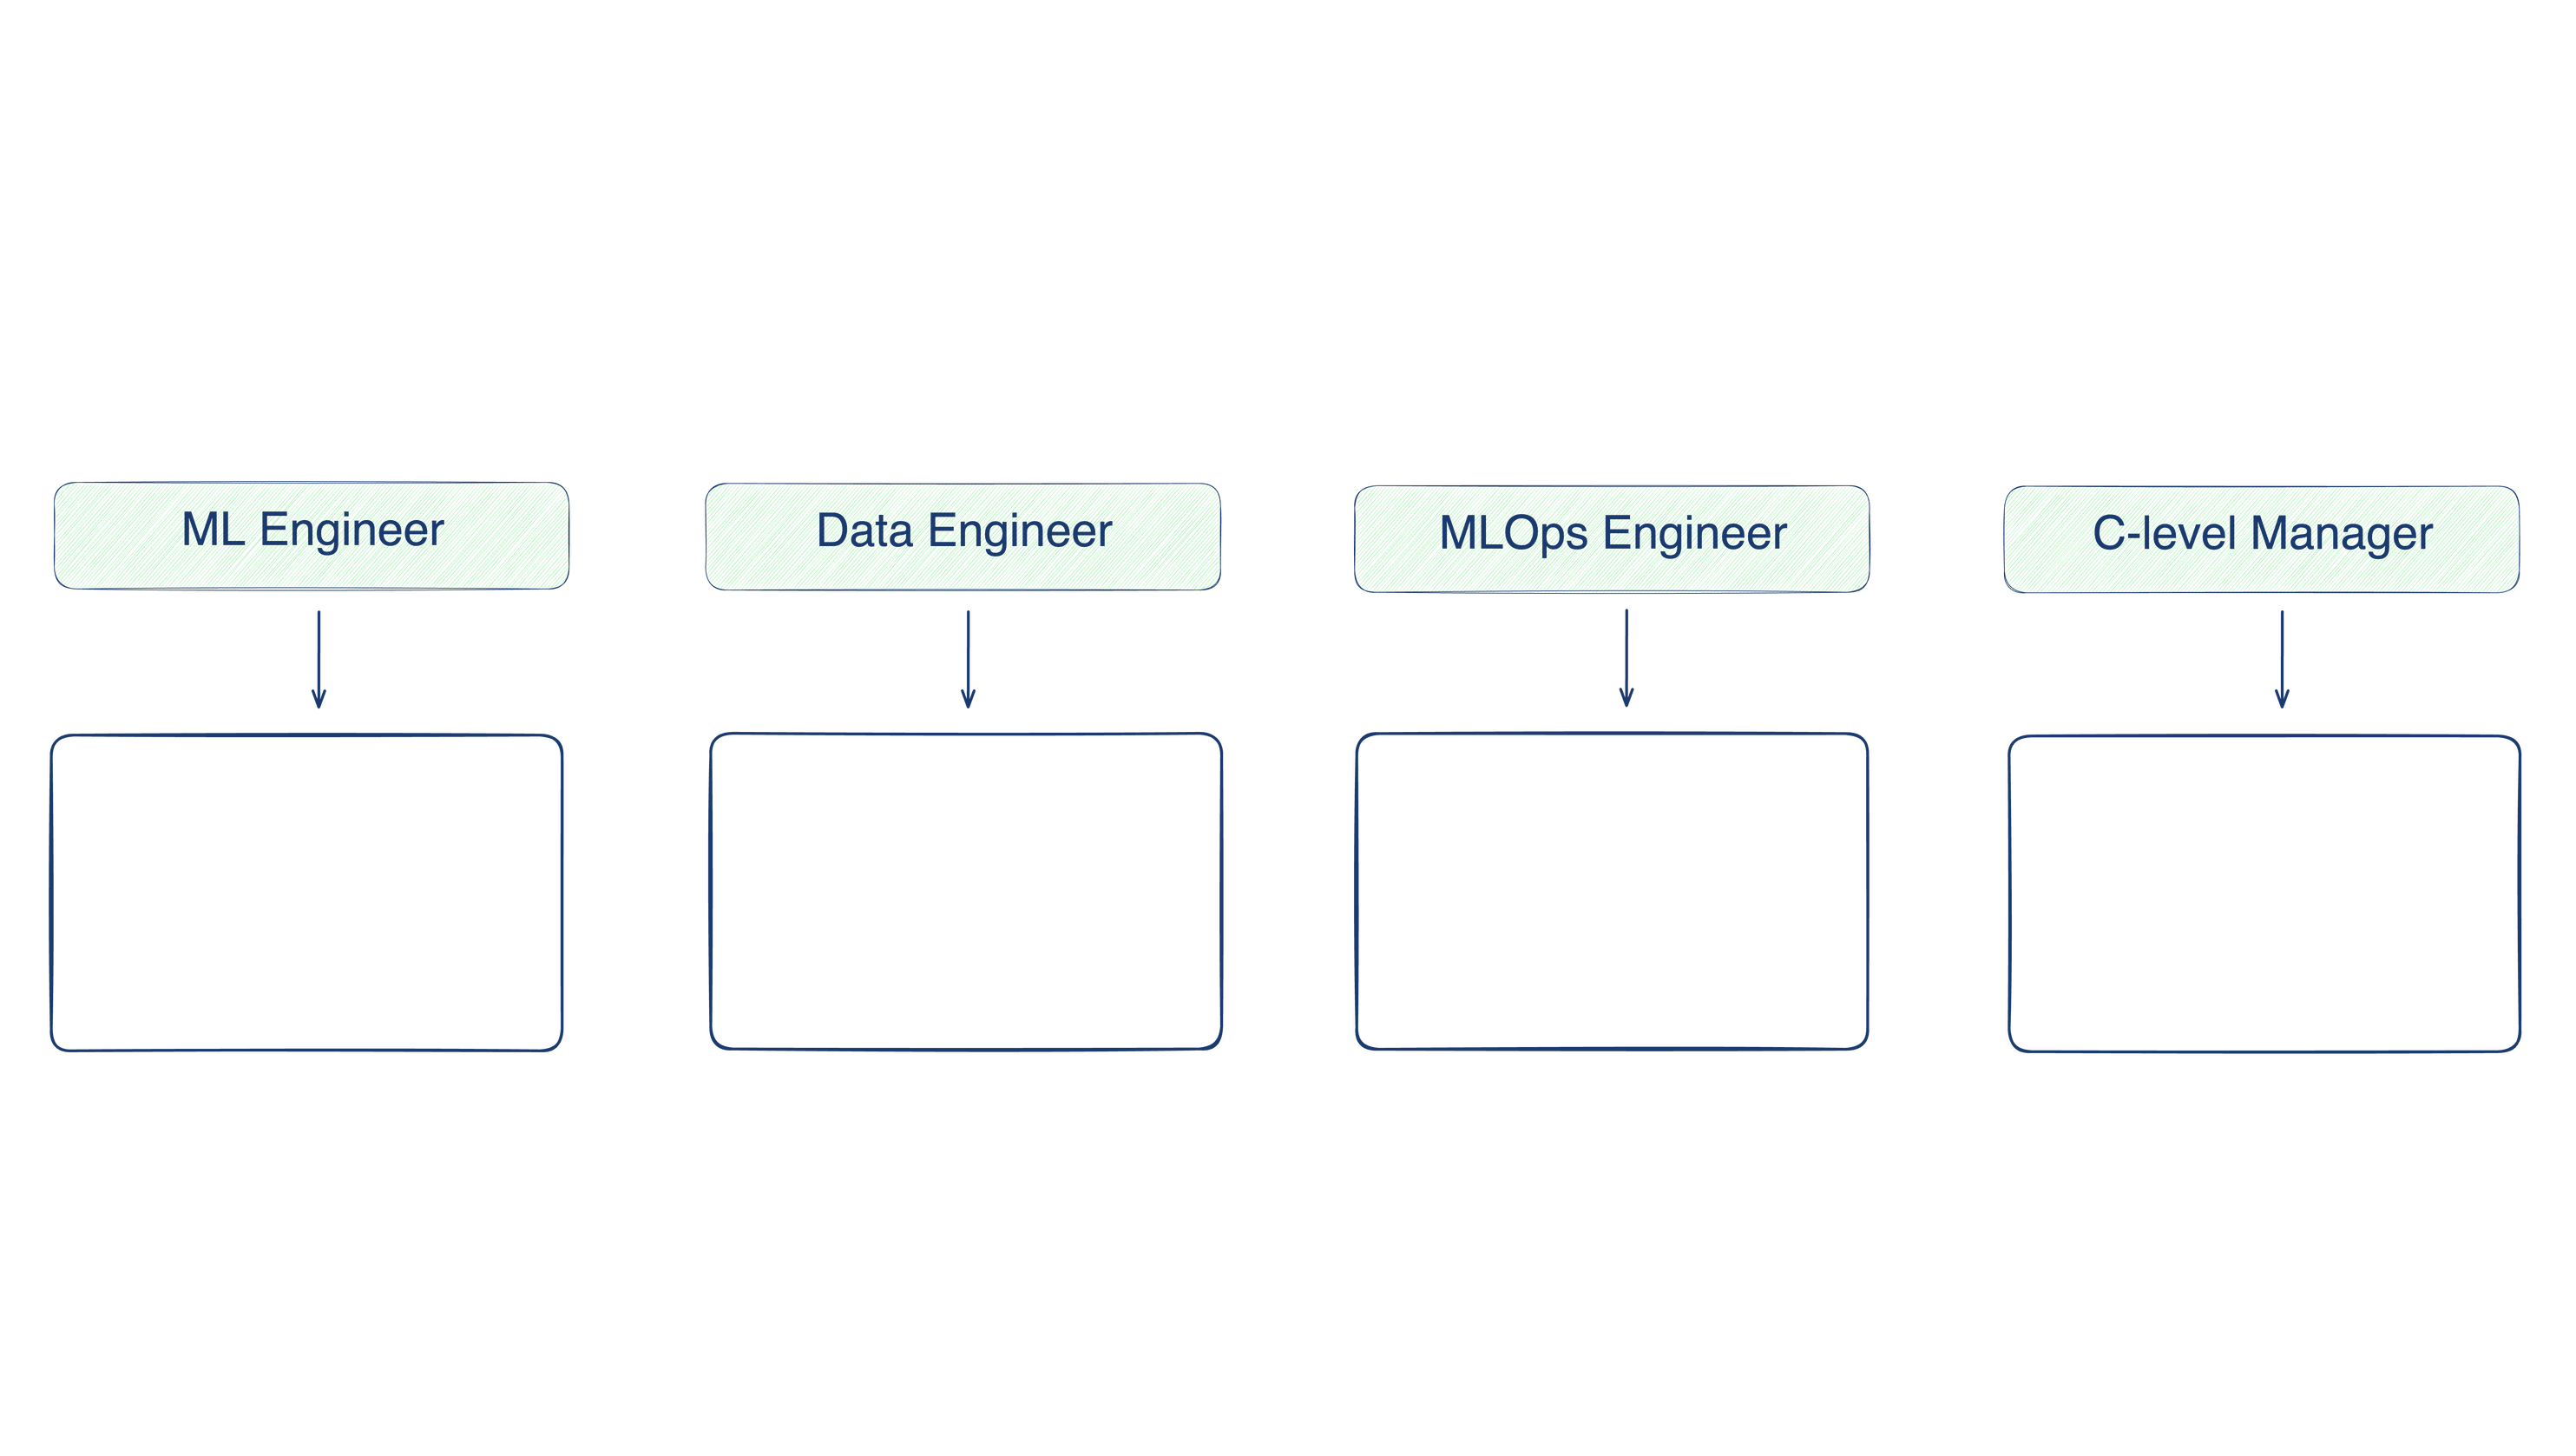 ML Engineer
Data Engineer
MLOps Engineer
C-level Manager